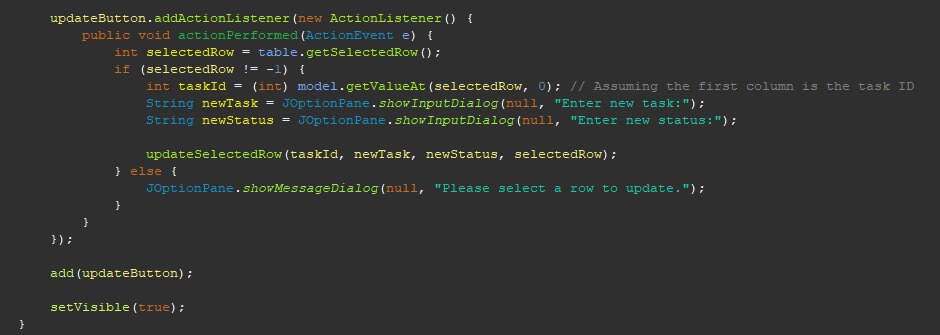 updateButton.addActionListener(new ActionListener() {
public void actionPerformed(ActionEvent e) {
int selectedRow = table.getSelectedRow();
if (selectedRow != -1) {
int taskId = (int) model.getValueAt(selectedRow, 0); // Assuming the first column is the task ID
String newTask = JOptionPane.showInputDialog(null, "Enter new task:");
String newStatus = JOptionPane.showInputDialog(null, "Enter new status:");
updateSelectedRow(taskId, newTask, newStatus, selectedRow);
} else {
JOptionPane.showMessageDialog(null, "Please select a row to update.");
}
}
});
add(updateButton);
setVisible(true);
}